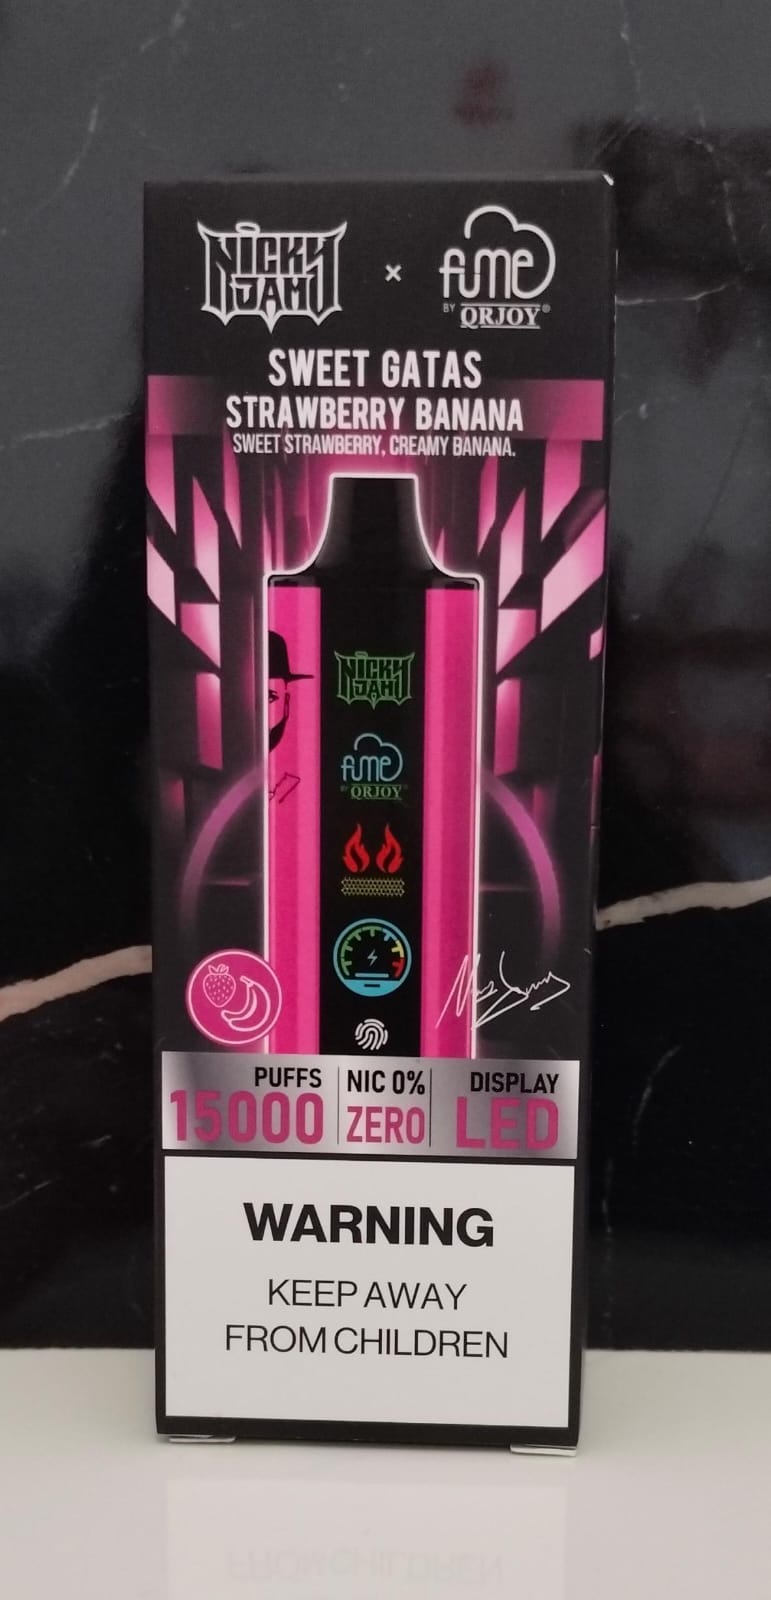 NICKY JAM × fume
BY QRJOY®
SWEET GATAS
STRAWBERRY BANANA
SWEET STRAWBERRY, CREAMY BANANA.
NICKY
JAM
fume
BY QRJOY
PUFFS NIC 0% DISPLAY
15000 ZERO LED
WARNING
KEEP AWAY
FROM CHILDREN